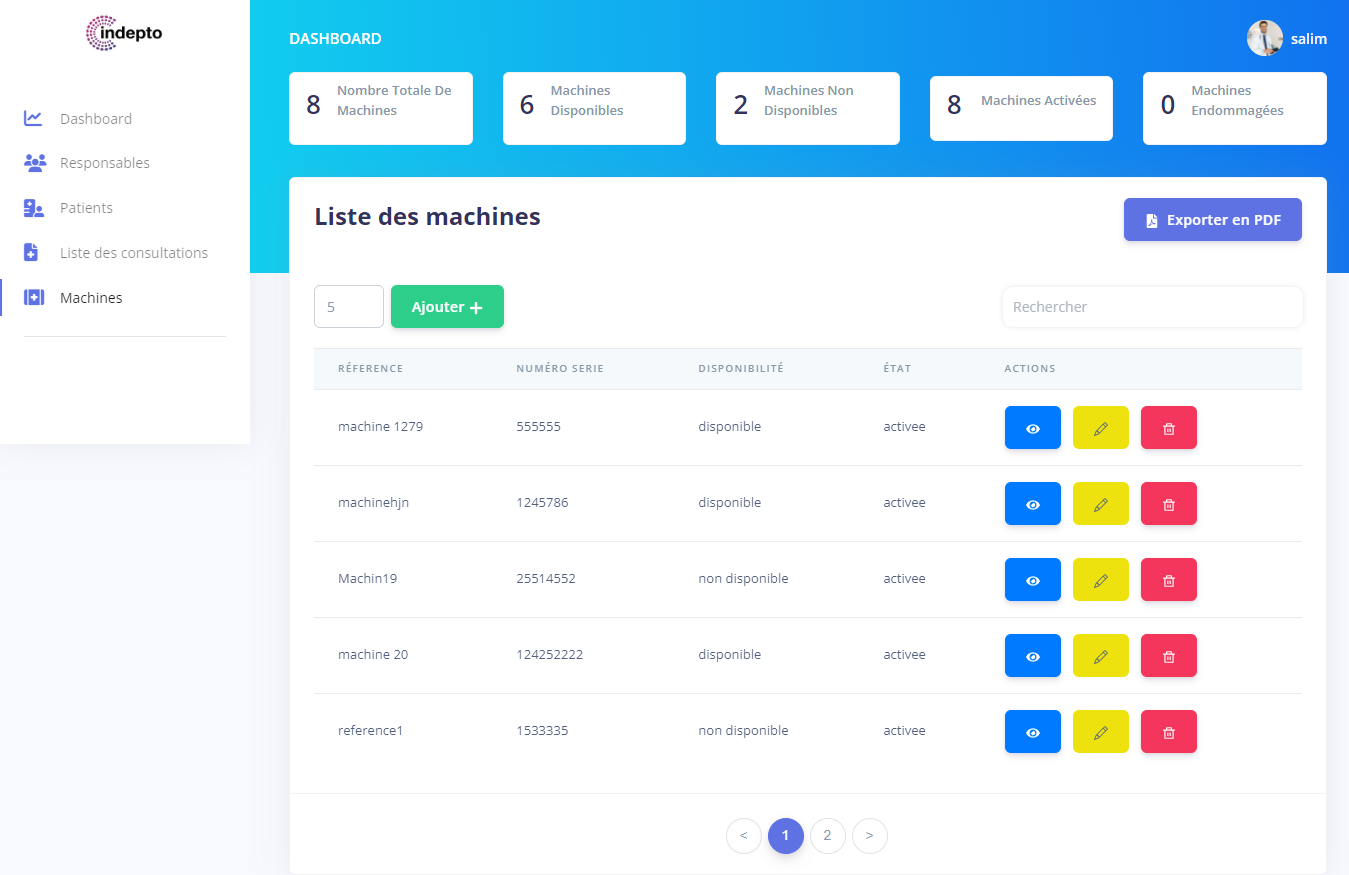 indepto
Dashboard
Responsables
Patients
Liste des consultations
Machines
DASHBOARD
salim
8
Nombre Totale De
Machines
6
Machines
Disponibles
2
Machines Non
Disponibles
8
Machines Activées
0
Machines
Endommagées
Liste des machines
Exporter en PDF
5
Ajouter +
Rechercher
RÉFERENCE NUMÉRO SERIE DISPONIBILITÉ ÉTAT ACTIONS
machine 1279 555555 disponible activee
machinehjn 1245786 disponible activee
Machin19 25514552 non disponible activee
machine 20 124252222 disponible activee
reference1 1533335 non disponible activee
< 1 2 >